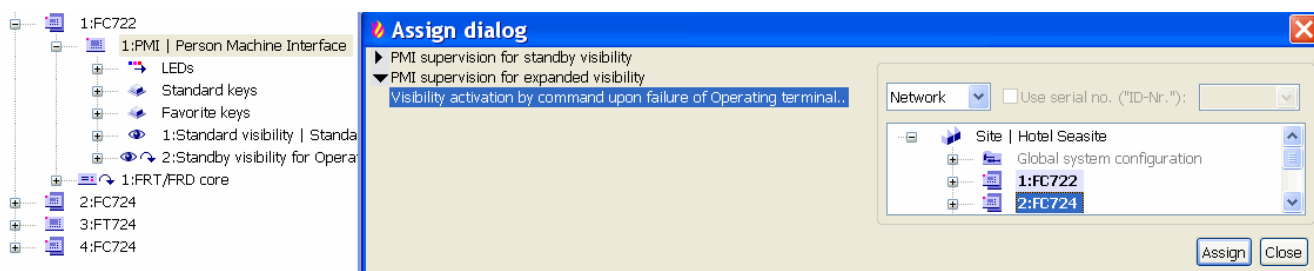 1:FC722
1:PMI | Person Machine Interface
LEDs
Standard keys
Favorite keys
1:Standard visibility | Standa
2:Standby visibility for Opera
1:FRT/FRD core
2:FC724
3:FT724
4:FC724
Assign dialog
PMI supervision for standby visibility
PMI supervision for expanded visibility
Visibility activation by command upon failure of Operating terminal..
Network
Use serial no. ("ID-Nr."):
Site | Hotel Seasite
Global system configuration
1:FC722
2:FC724
Assign
Close